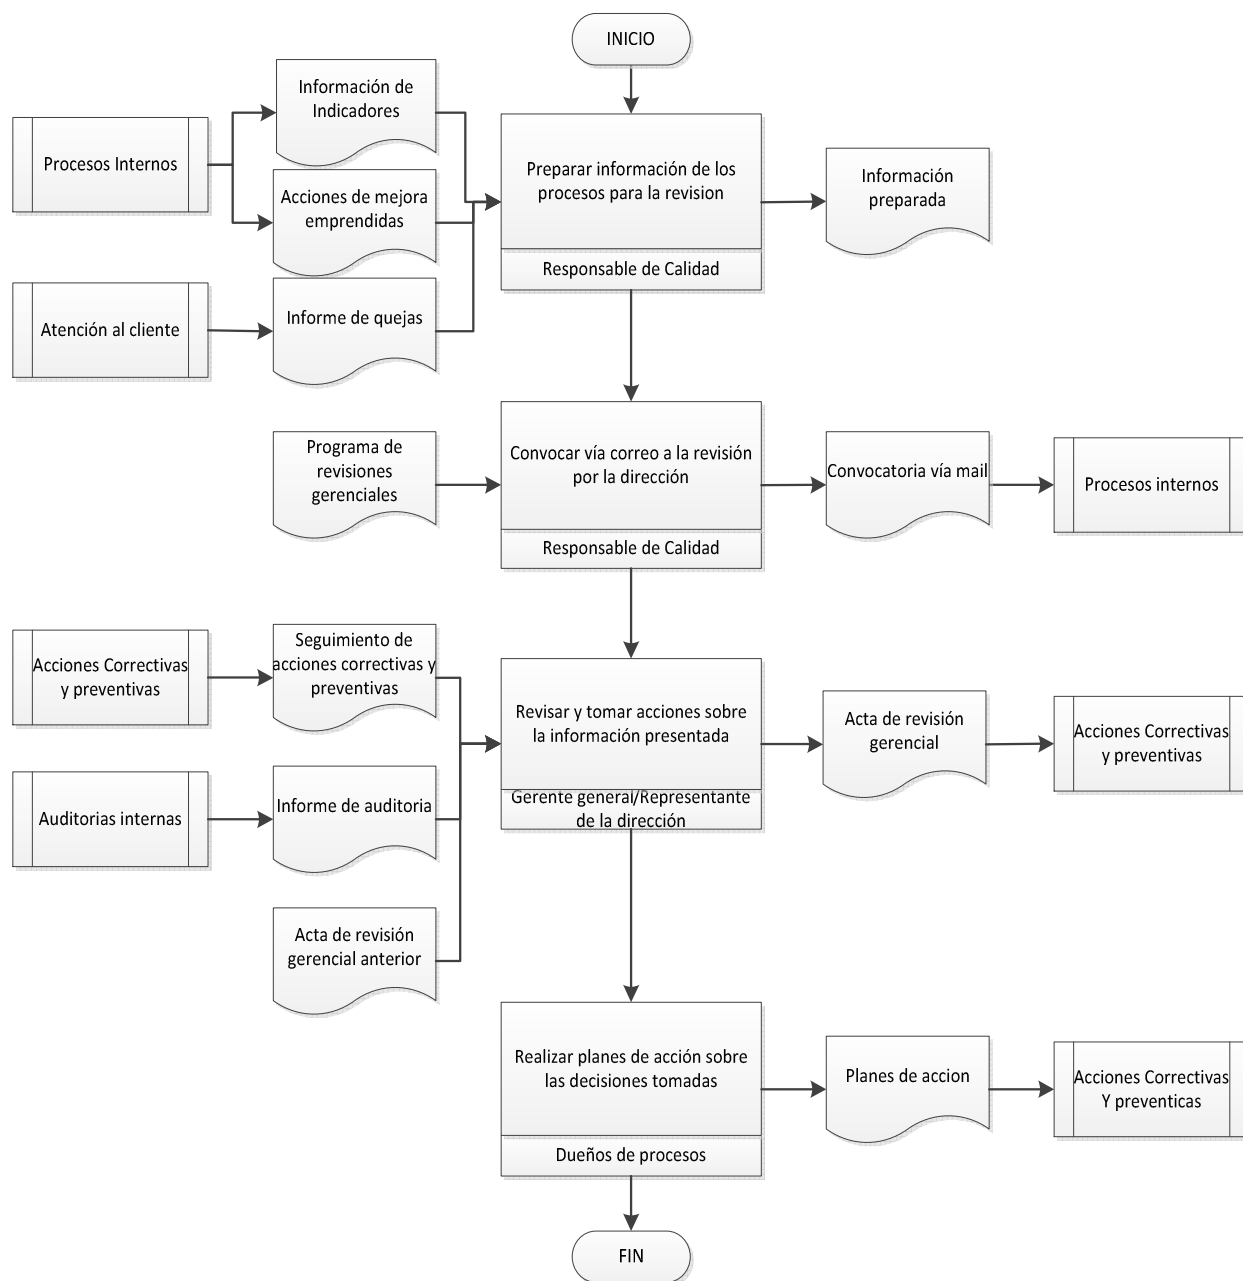 INICIO
Información de
Indicadores
Procesos Internos
Preparar información de los
procesos para la revision
Información
preparada
Acciones de mejora
emprendidas
Responsable de Calidad
Atención al cliente
Informe de quejas
Programa de
revisiones
gerenciales
Convocar vía correo a la revisión
por la dirección
Convocatoria vía mail
Procesos internos
Responsable de Calidad
Acciones Correctivas
y preventivas
Seguimiento de
acciones correctivas y
preventivas
Revisar y tomar acciones sobre
la información presentada
Acta de revisión
gerencial
Acciones Correctivas
y preventivas
Auditorias internas
Informe de auditoria
Gerente general/Representante
de la dirección
Acta de revisión
gerencial anterior
Realizar planes de acción sobre
las decisiones tomadas
Planes de accion
Acciones Correctivas
Y preventicas
Dueños de procesos
FIN